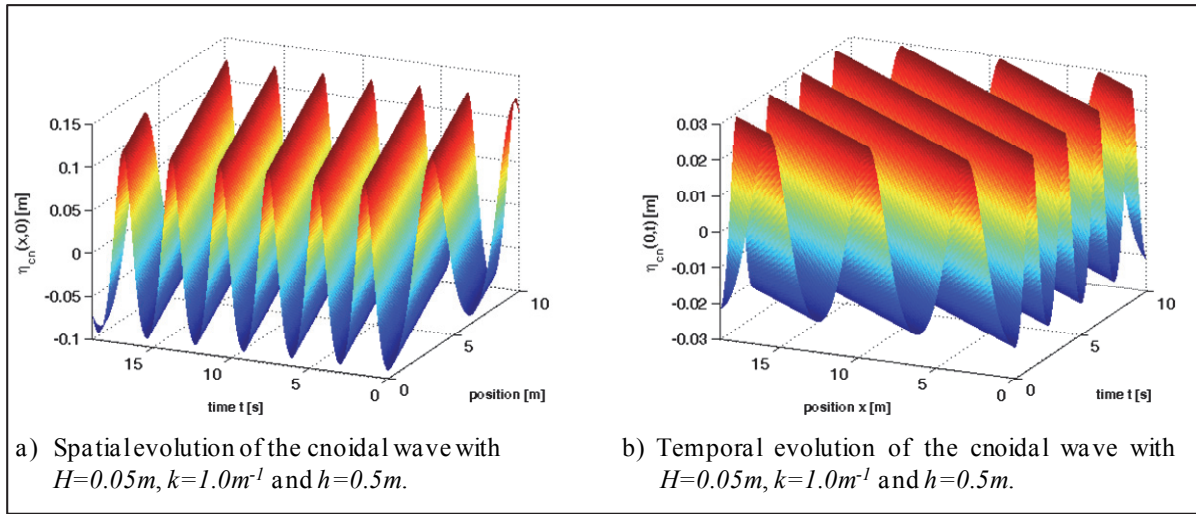 0.15
0.1
0.05
0
-0.05
-0.1
η_cn(x,0) [m]
15
10
5
0
time t [s]
0
5
10
position [m]
0.03
0.02
0.01
0
-0.01
-0.02
-0.03
η_cn(0,t) [m]
15
10
5
0
position x [m]
0
5
10
time t [s]
a) Spatial evolution of the cnoidal wave with
H=0.05m, k=1.0m⁻¹ and h=0.5m.
b) Temporal evolution of the cnoidal wave with
H=0.05m, k=1.0m⁻¹ and h=0.5m.